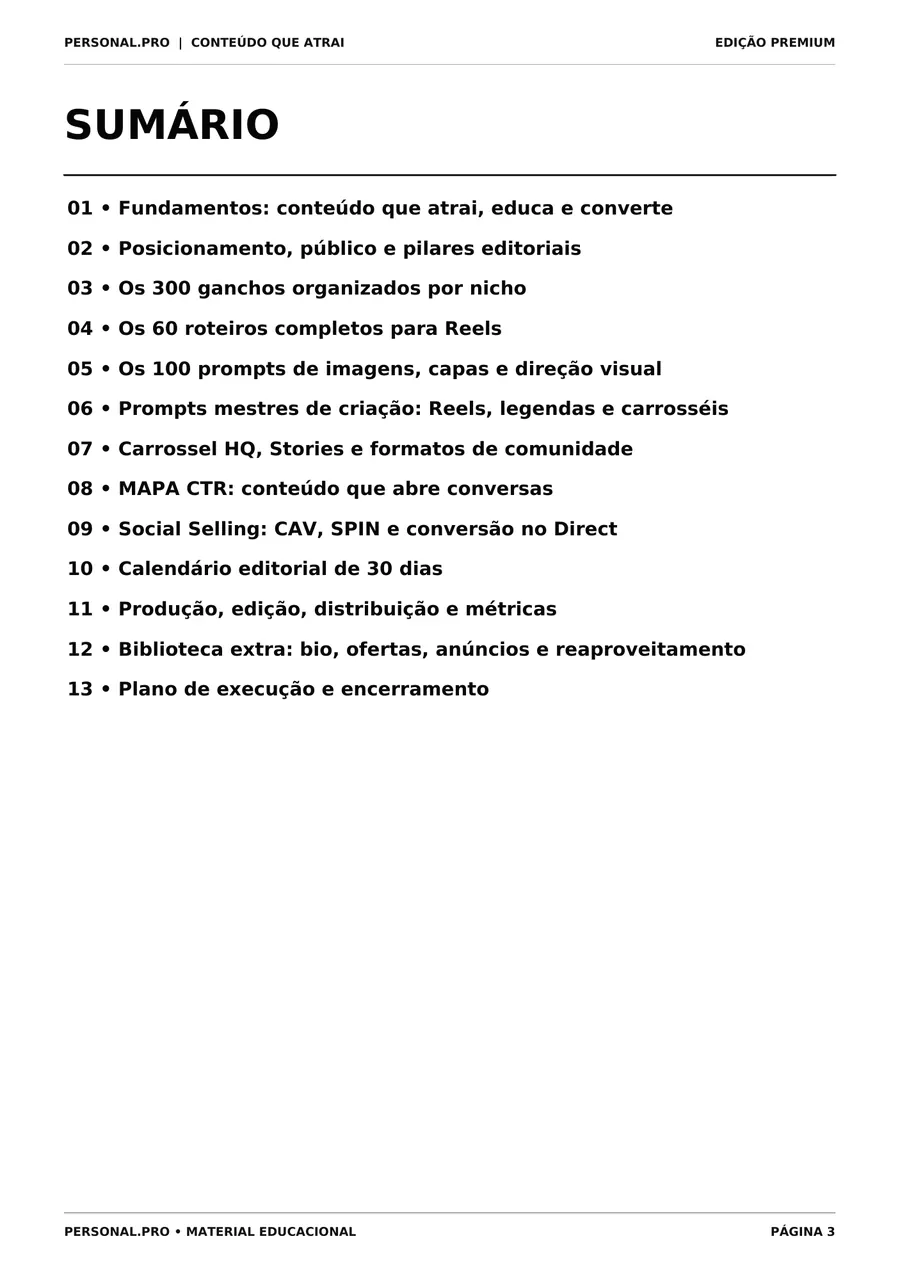 PERSONAL.PRO | CONTEÚDO QUE ATRAI
EDIÇÃO PREMIUM
SUMÁRIO
01 • Fundamentos: conteúdo que atrai, educa e converte
02 • Posicionamento, público e pilares editoriais
03 • Os 300 ganchos organizados por nicho
04 • Os 60 roteiros completos para Reels
05 • Os 100 prompts de imagens, capas e direção visual
06 • Prompts mestres de criação: Reels, legendas e carrosséis
07 • Carrossel HQ, Stories e formatos de comunidade
08 • MAPA CTR: conteúdo que abre conversas
09 • Social Selling: CAV, SPIN e conversão no Direct
10 • Calendário editorial de 30 dias
11 • Produção, edição, distribuição e métricas
12 • Biblioteca extra: bio, ofertas, anúncios e reaproveitamento
13 • Plano de execução e encerramento
PERSONAL.PRO • MATERIAL EDUCACIONAL
PÁGINA 3